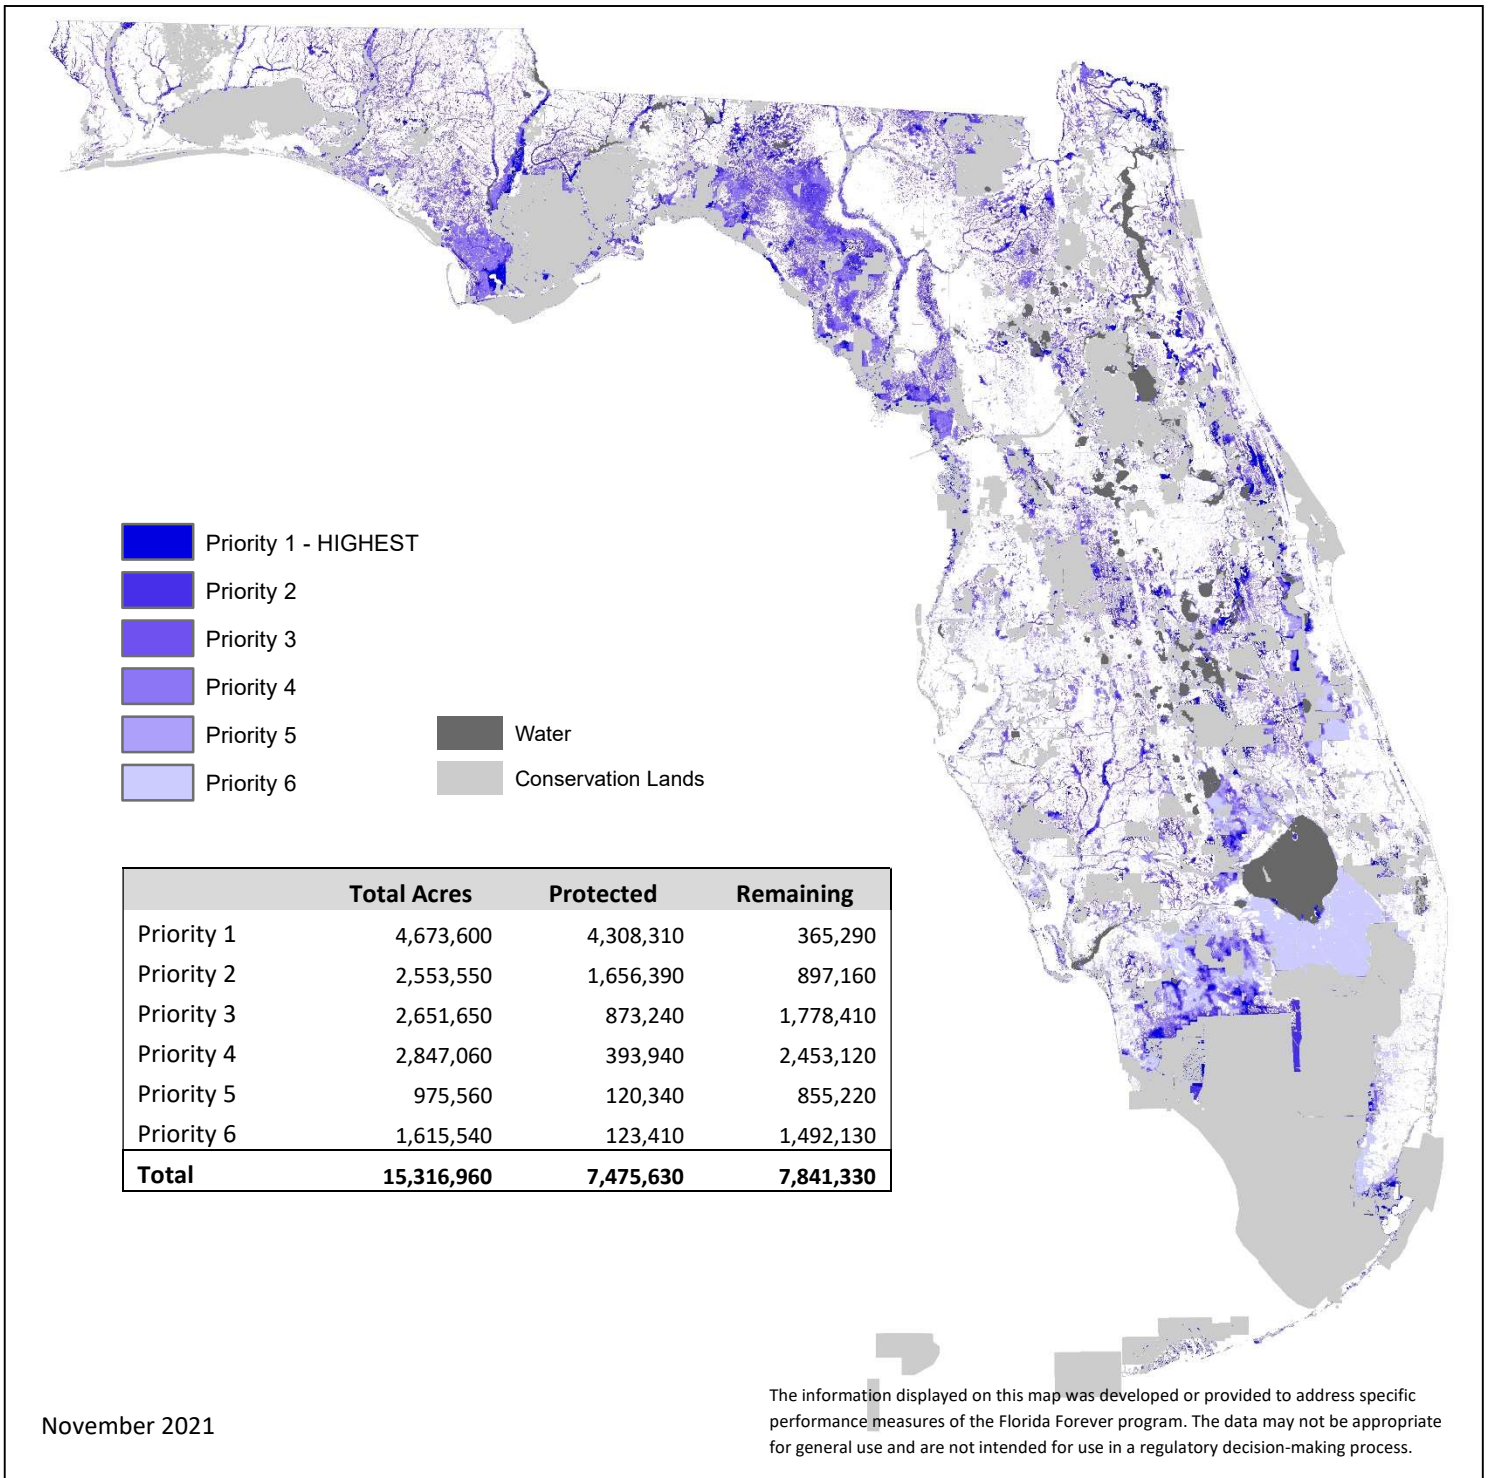 Priority 1 - HIGHEST
Priority 2
Priority 3
Priority 4
Priority 5
Priority 6
Water
Conservation Lands
Total Acres Protected Remaining
Priority 1 4,673,600 4,308,310 365,290
Priority 2 2,553,550 1,656,390 897,160
Priority 3 2,651,650 873,240 1,778,410
Priority 4 2,847,060 393,940 2,453,120
Priority 5 975,560 120,340 855,220
Priority 6 1,615,540 123,410 1,492,130
Total 15,316,960 7,475,630 7,841,330
November 2021
The information displayed on this map was developed or provided to address specific
performance measures of the Florida Forever program. The data may not be appropriate
for general use and are not intended for use in a regulatory decision-making process.